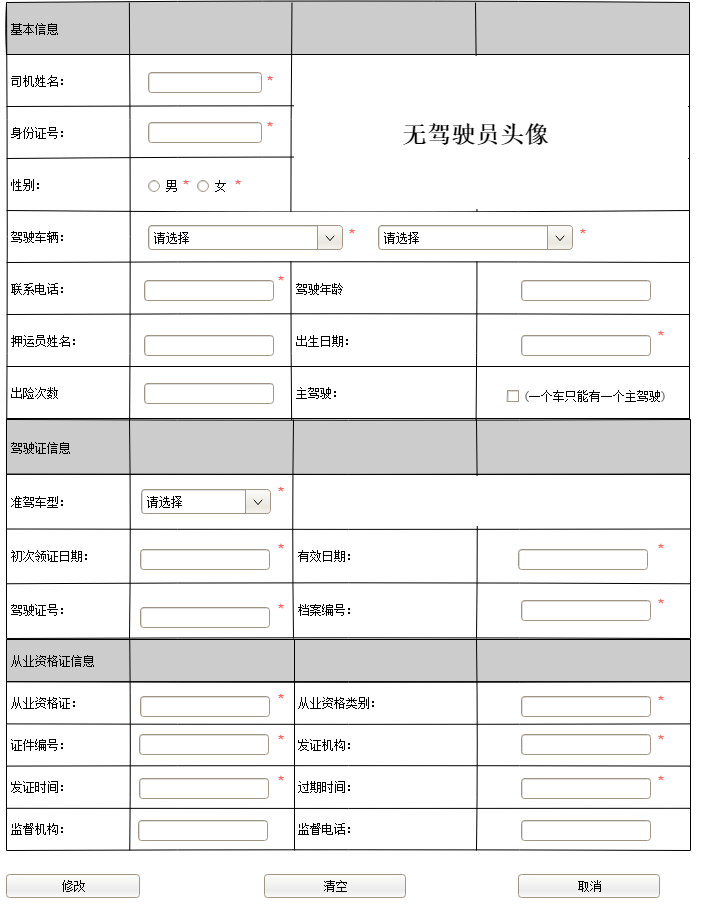 基本信息
司机姓名: *
无驾驶员头像
身份证号: *
性别: 男 * 女 *
驾驶车辆: 请选择 * 请选择 *
联系电话: * 驾驶年龄
押运员姓名: 出生日期: *
出险次数 主驾驶: (一个车只能有一个主驾驶)
驾驶证信息
准驾车型: 请选择 *
初次领证日期: * 有效日期: *
驾驶证号: * 档案编号: *
从业资格证信息
从业资格证: * 从业资格类别: *
证件编号: * 发证机构: *
发证时间: * 过期时间: *
监督机构: 监督电话:
修改 清空 取消